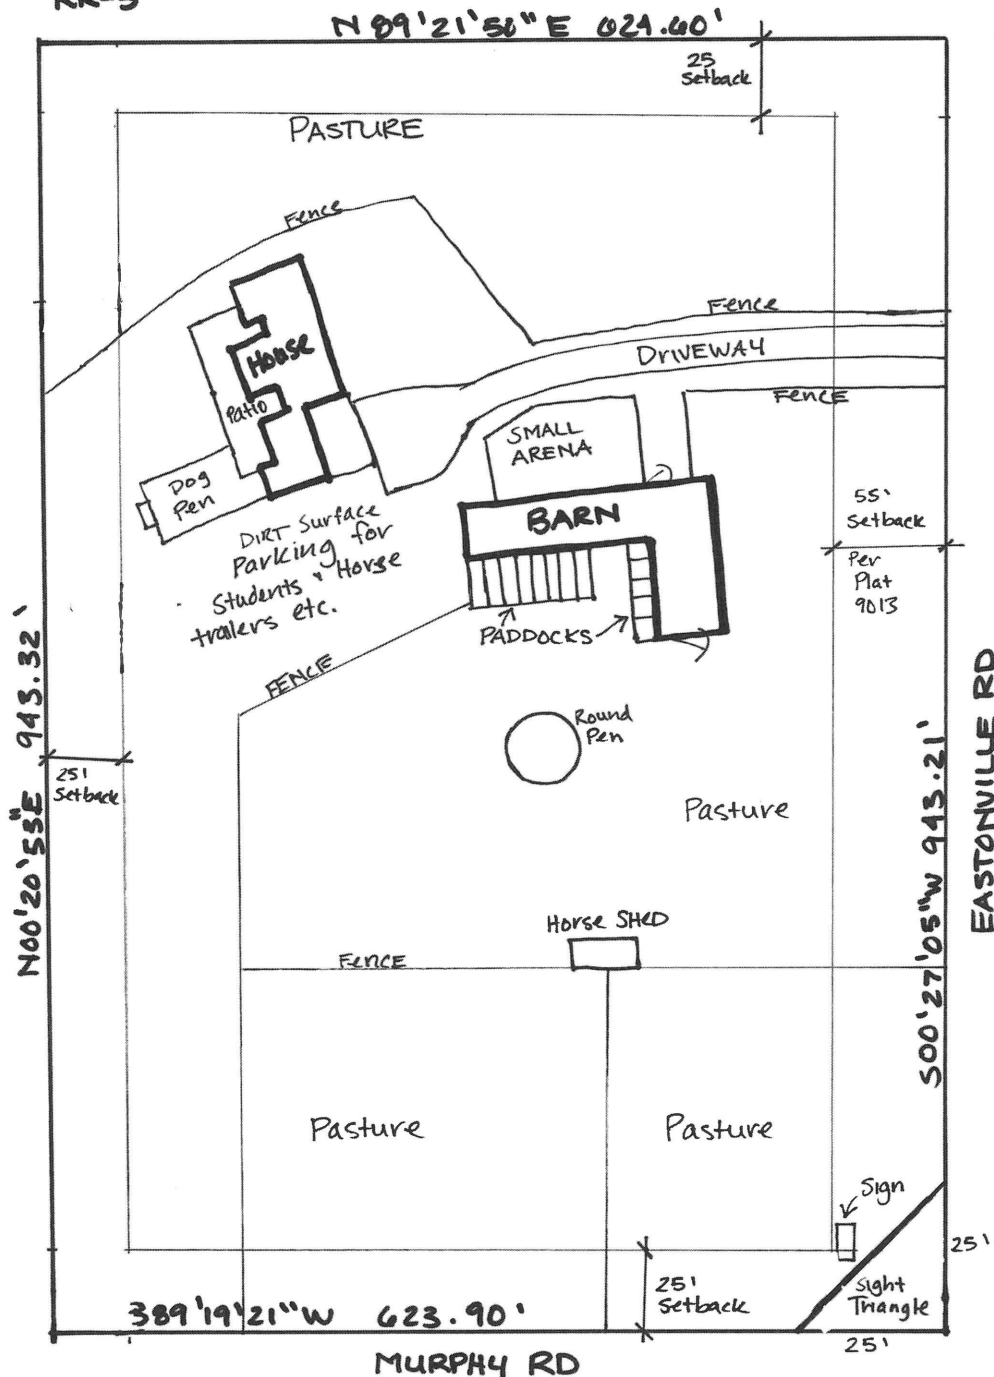 N 89'21'50" E 621.60'
25
Setback
PASTURE
Fence
Fence
DRIVEWAY
Fence
House
Patio
SMALL
ARENA
Dog
Pen
BARN
55'
Setback
Per
Plat
9013
DIRT Surface
Parking for
Students & Horse
trailers etc.
PADDOCKS
FENCE
Round
Pen
N00'20'53"E 943.32'
25'
Setback
Pasture
S00'27'05"W 943.21'
EASTONVILLE RD
Horse SHED
Fence
Pasture
Pasture
Sign
25'
25'
Setback
Sight
Triangle
389'19'21"W 623.90'
25'
MURPHY RD